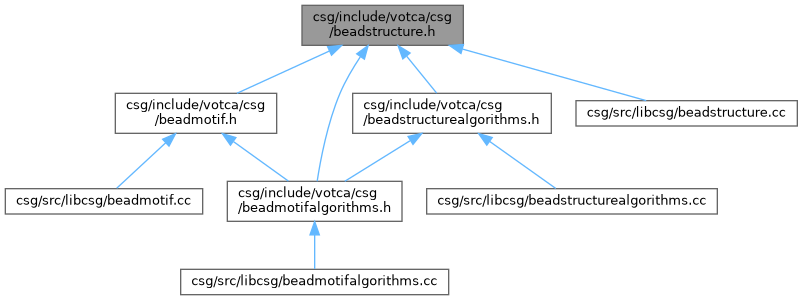 csg/include/votca/csg
/beadstructure.h
csg/include/votca/csg
/beadmotif.h
csg/include/votca/csg
/beadstructurealgorithms.h
csg/src/libcsg/beadstructure.cc
csg/src/libcsg/beadmotif.cc
csg/include/votca/csg
/beadmotifalgorithms.h
csg/src/libcsg/beadstructurealgorithms.cc
csg/src/libcsg/beadmotifalgorithms.cc